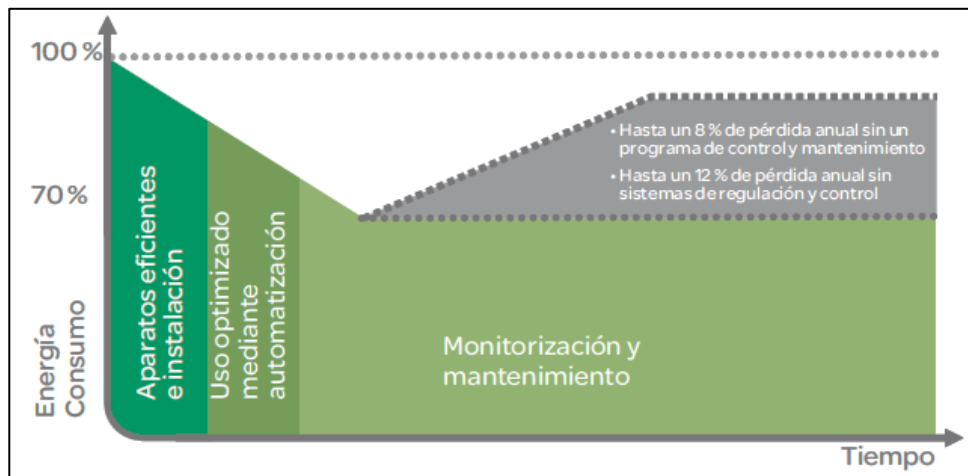 100 %
70 %
Energía
Consumo
Aparatos eficientes
e instalación
Uso optimizado
mediante
automatización
Monitorización y
mantenimiento
• Hasta un 8 % de pérdida anual sin un
programa de control y mantenimiento
• Hasta un 12 % de pérdida anual sin
sistemas de regulación y control
Tiempo